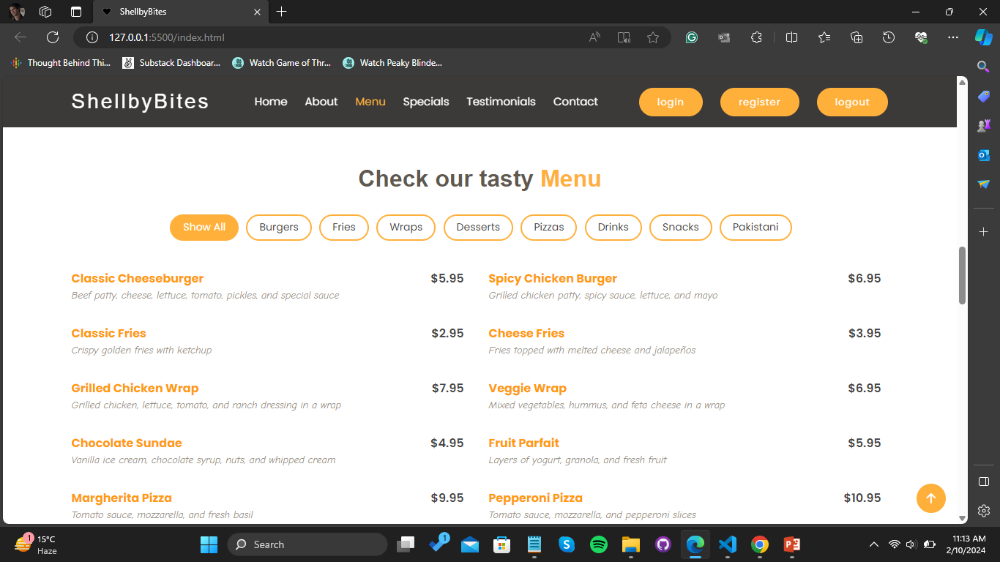 ShellbyBites
127.0.0.1:5500/index.html
Thought Behind Thi... Substack Dashboar... Watch Game of Thr... Watch Peaky Blinde...
ShellbyBites Home About Menu Specials Testimonials Contact login register logout
Check our tasty Menu
Show All Burgers Fries Wraps Desserts Pizzas Drinks Snacks Pakistani
Classic Cheeseburger $5.95 Spicy Chicken Burger $6.95
Beef patty, cheese, lettuce, tomato, pickles, and special sauce Grilled chicken patty, spicy sauce, lettuce, and mayo
Classic Fries $2.95 Cheese Fries $3.95
Crispy golden fries with ketchup Fries topped with melted cheese and jalapeños
Grilled Chicken Wrap $7.95 Veggie Wrap $6.95
Grilled chicken, lettuce, tomato, and ranch dressing in a wrap Mixed vegetables, hummus, and feta cheese in a wrap
Chocolate Sundae $4.95 Fruit Parfait $5.95
Vanilla ice cream, chocolate syrup, nuts, and whipped cream Layers of yogurt, granola, and fresh fruit
Margherita Pizza $9.95 Pepperoni Pizza $10.95
Tomato sauce, mozzarella, and fresh basil Tomato sauce, mozzarella, and pepperoni slices
1 15°C Search 1 11:13 AM
Haze 2/10/2024